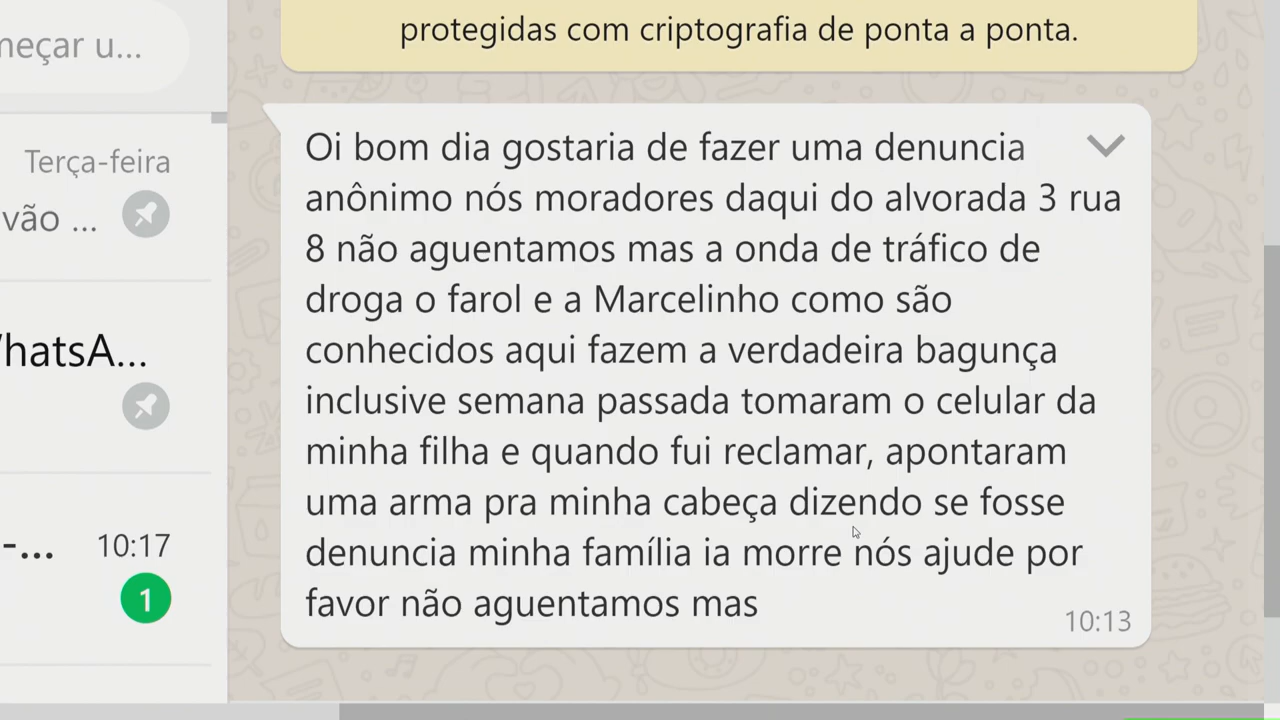 protegidas com criptografia de ponta a ponta.
meçar u...
Terça-feira
vão ...
hatsA...
-... 10:17
1
Oi bom dia gostaria de fazer uma denuncia
anônimo nós moradores daqui do alvorada 3 rua
8 não aguentamos mas a onda de tráfico de
droga o farol e a Marcelinho como são
conhecidos aqui fazem a verdadeira bagunça
inclusive semana passada tomaram o celular da
minha filha e quando fui reclamar, apontaram
uma arma pra minha cabeça dizendo se fosse
denuncia minha família ia morre nós ajude por
favor não aguentamos mas
10:13